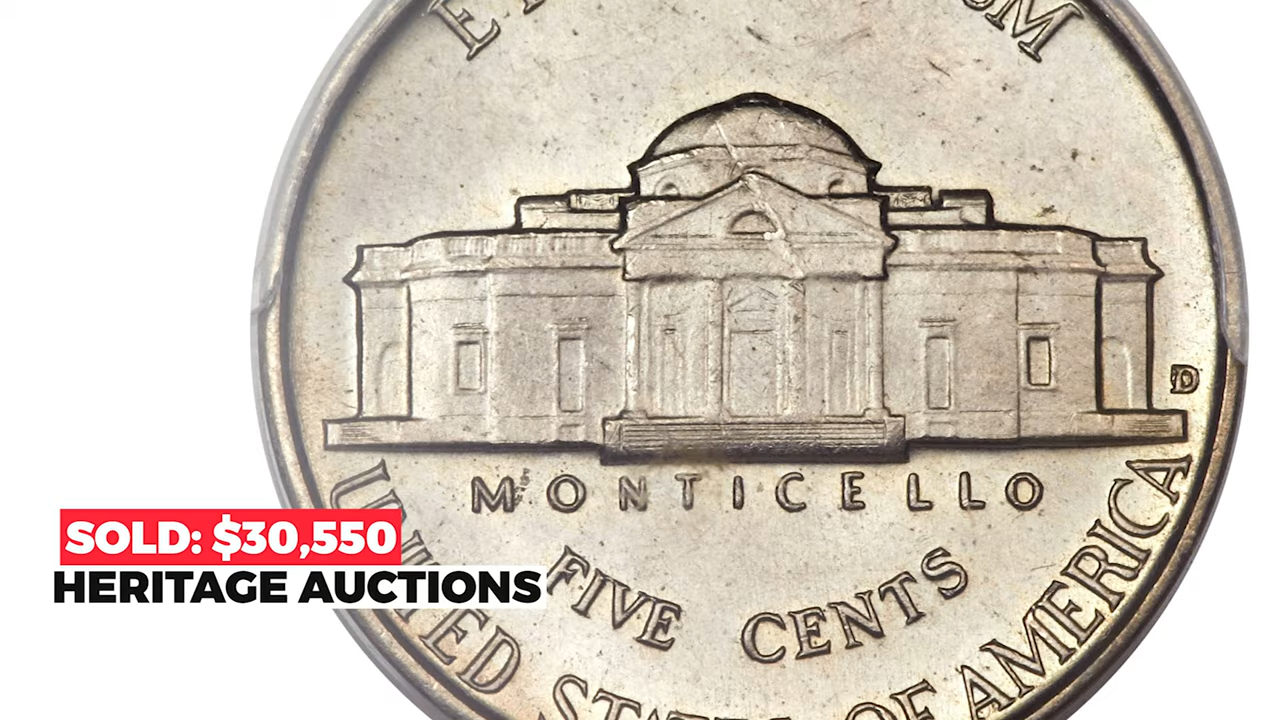 MONTICELLO
D
FIVE CENTS
UNITED STATES OF AMERICA
SOLD: $30,550
HERITAGE AUCTIONS